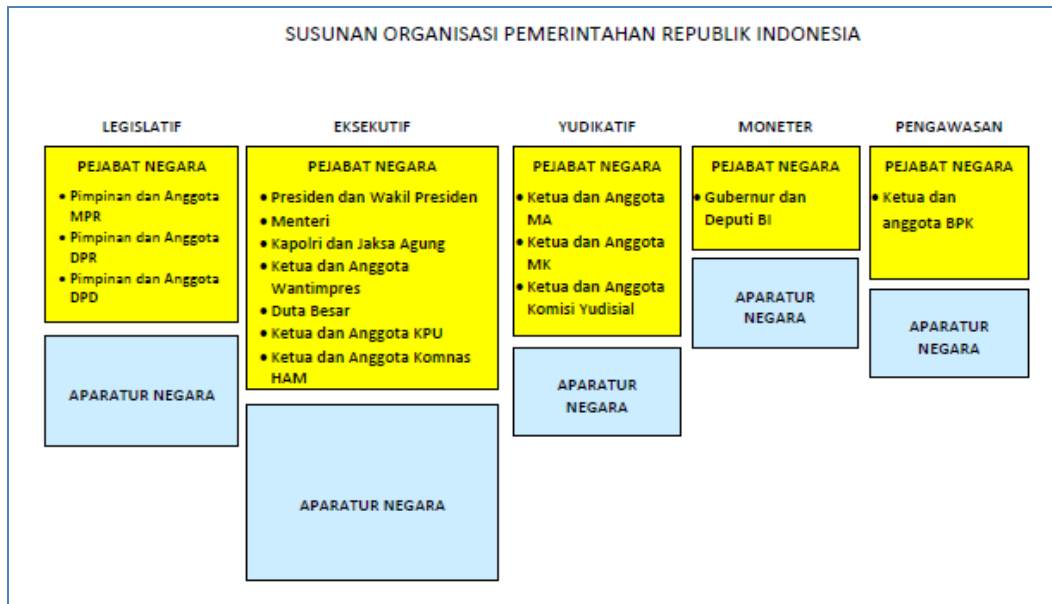 SUSUNAN ORGANISASI PEMERINTAHAN REPUBLIK INDONESIA
LEGISLATIF
PEJABAT NEGARA
• Pimpinan dan Anggota
MPR
• Pimpinan dan Anggota
DPR
• Pimpinan dan Anggota
DPD
APARATUR NEGARA
EKSEKUTIF
PEJABAT NEGARA
• Presiden dan Wakil Presiden
• Menteri
• Kapolri dan Jaksa Agung
• Ketua dan Anggota
Wantimpres
• Duta Besar
• Ketua dan Anggota KPU
• Ketua dan Anggota Komnas
HAM
APARATUR NEGARA
YUDIKATIF
PEJABAT NEGARA
• Ketua dan Anggota
MA
• Ketua dan Anggota
MK
• Ketua dan Anggota
Komisi Yudisial
APARATUR
NEGARA
MONETER
PEJABAT NEGARA
• Gubernur dan
Deputi BI
APARATUR
NEGARA
PENGAWASAN
PEJABAT NEGARA
• Ketua dan
anggota BPK
APARATUR
NEGARA